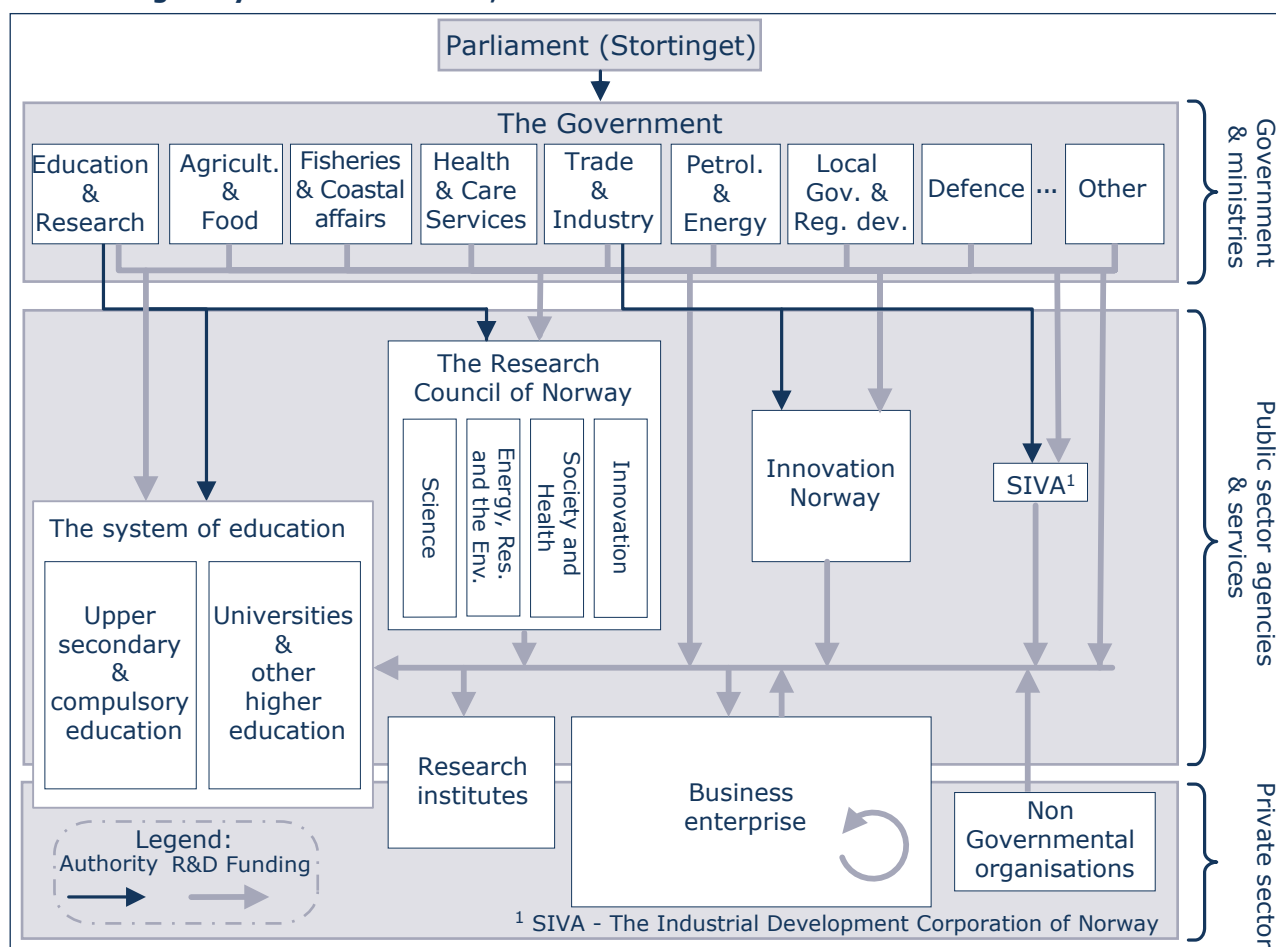 Parliament (Stortinget)
The Government
Education
&
Research
Agricult.
&
Food
Fisheries
& Coastal
affairs
Health
& Care
Services
Trade
&
Industry
Petrol.
&
Energy
Local
Gov. &
Reg. dev.
Defence
...
Other
Government
& ministries
The Research
Council of Norway
Science
Energy, Res.
and the Env.
Society and
Health
Innovation
Innovation
Norway
SIVA¹
Public sector agencies
& services
The system of education
Upper
secondary
&
compulsory
education
Universities
&
other
higher
education
Research
institutes
Business
enterprise
Non
Governmental
organisations
Private sector
Legend:
Authority R&D Funding
¹ SIVA - The Industrial Development Corporation of Norway